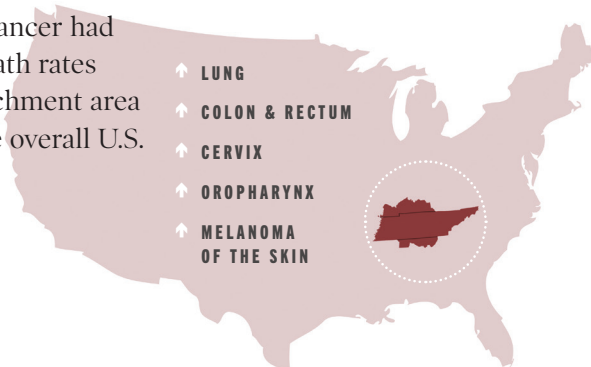 ancer had
ath rates
chment area
e overall U.S.
LUNG
COLON & RECTUM
CERVIX
OROPHARYNX
MELANOMA
OF THE SKIN